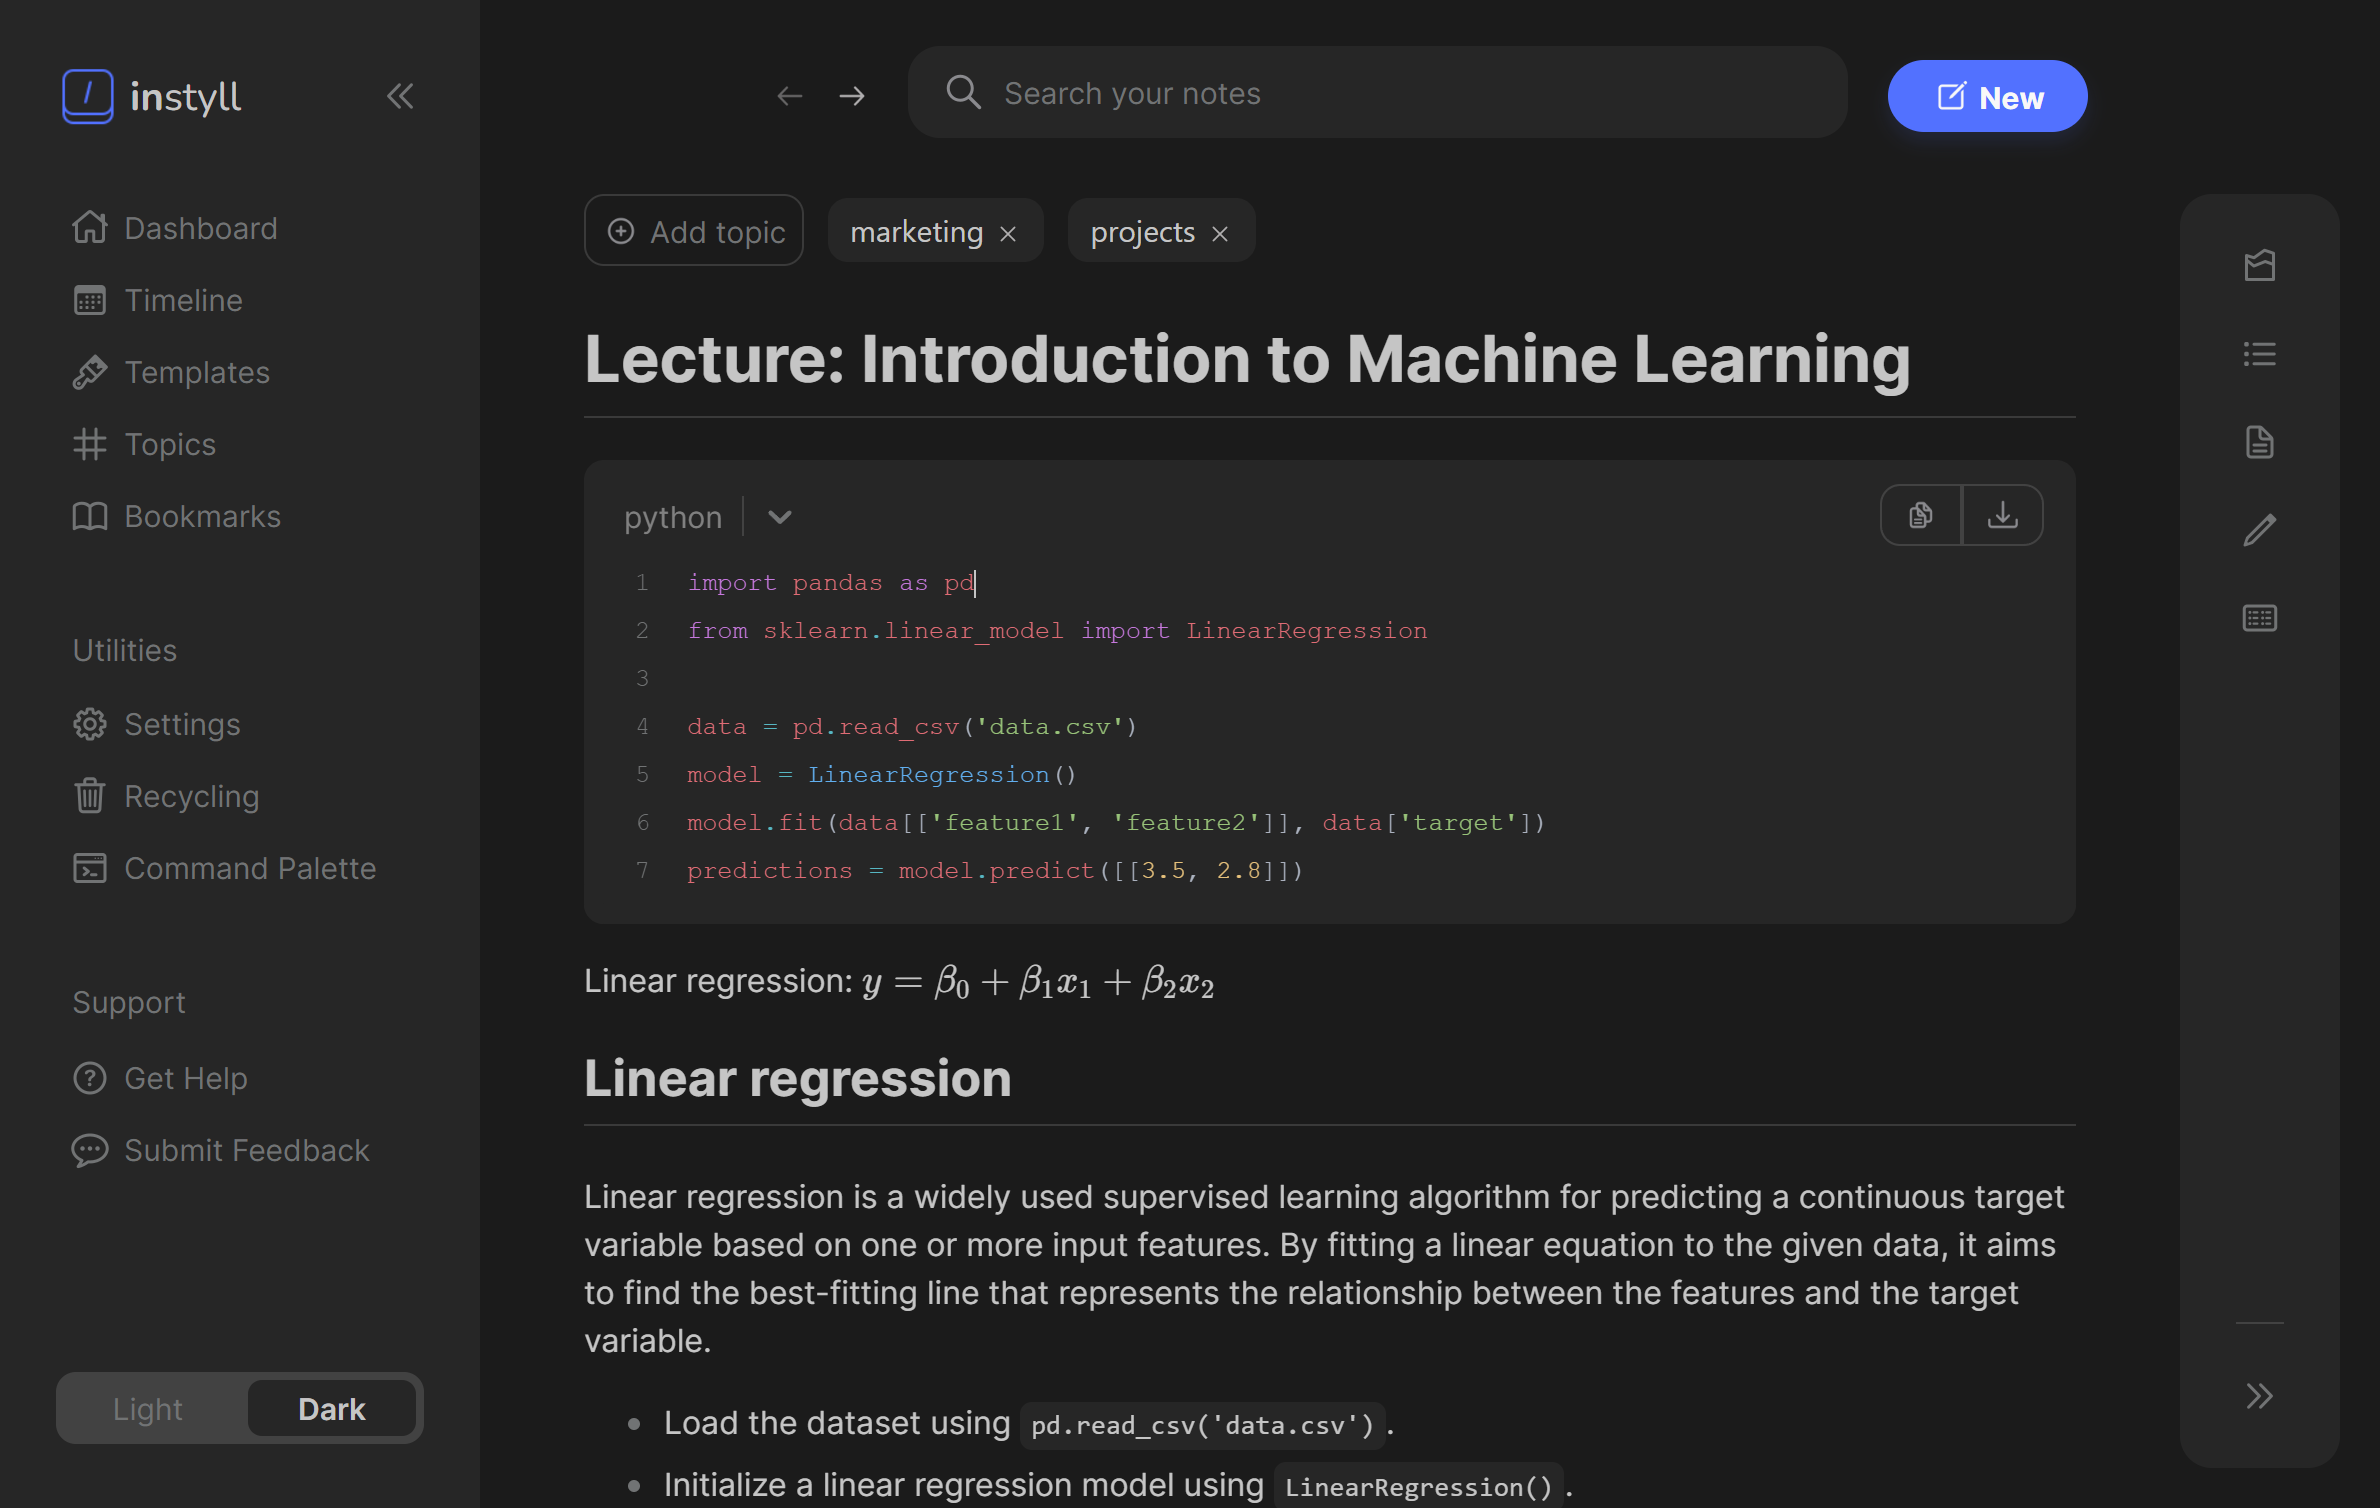 instyll
Search your notes
New
Dashboard
Timeline
Templates
Topics
Bookmarks
Utilities
Settings
Recycling
Command Palette
Support
Get Help
Submit Feedback
Light
Dark
Add topic
marketing ×
projects ×
Lecture: Introduction to Machine Learning
python
1 import pandas as pd
2 from sklearn.linear_model import LinearRegression
3
4 data = pd.read_csv('data.csv')
5 model = LinearRegression()
6 model.fit(data[['feature1', 'feature2']], data['target'])
7 predictions = model.predict([[3.5, 2.8]])
Linear regression: y = β₀ + β₁x₁ + β₂x₂
Linear regression
Linear regression is a widely used supervised learning algorithm for predicting a continuous target
variable based on one or more input features. By fitting a linear equation to the given data, it aims
to find the best-fitting line that represents the relationship between the features and the target
variable.
• Load the dataset using pd.read_csv('data.csv').
• Initialize a linear regression model using LinearRegression().